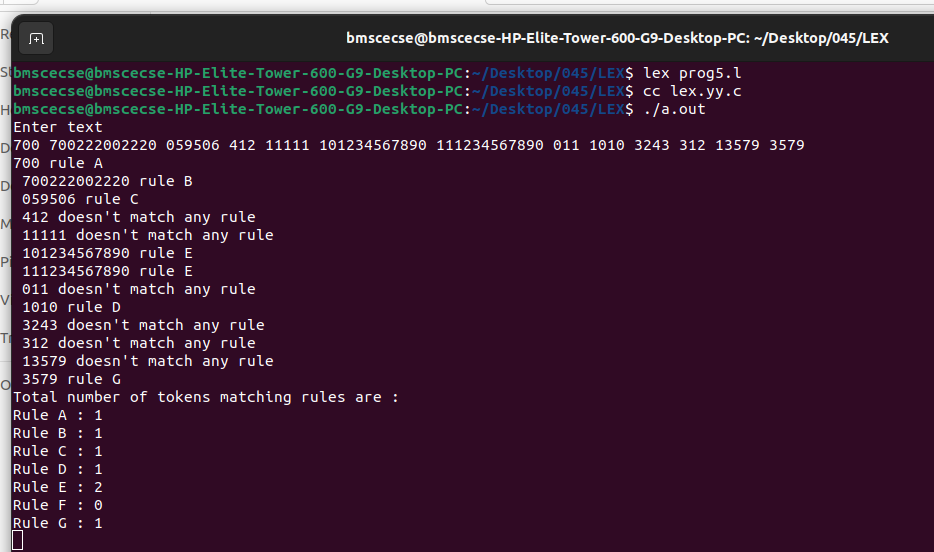 bmscecse@bmscecse-HP-Elite-Tower-600-G9-Desktop-PC: ~/Desktop/045/LEX
bmscecse@bmscecse-HP-Elite-Tower-600-G9-Desktop-PC:~/Desktop/045/LEX$ lex prog5.l
bmscecse@bmscecse-HP-Elite-Tower-600-G9-Desktop-PC:~/Desktop/045/LEX$ cc lex.yy.c
bmscecse@bmscecse-HP-Elite-Tower-600-G9-Desktop-PC:~/Desktop/045/LEX$ ./a.out
Enter text
700 700222002220 059506 412 11111 101234567890 111234567890 011 1010 3243 312 13579 3579
700 rule A
700222002220 rule B
059506 rule C
412 doesn't match any rule
11111 doesn't match any rule
101234567890 rule E
111234567890 rule E
011 doesn't match any rule
1010 rule D
3243 doesn't match any rule
312 doesn't match any rule
13579 doesn't match any rule
3579 rule G
Total number of tokens matching rules are :
Rule A : 1
Rule B : 1
Rule C : 1
Rule D : 1
Rule E : 2
Rule F : 0
Rule G : 1